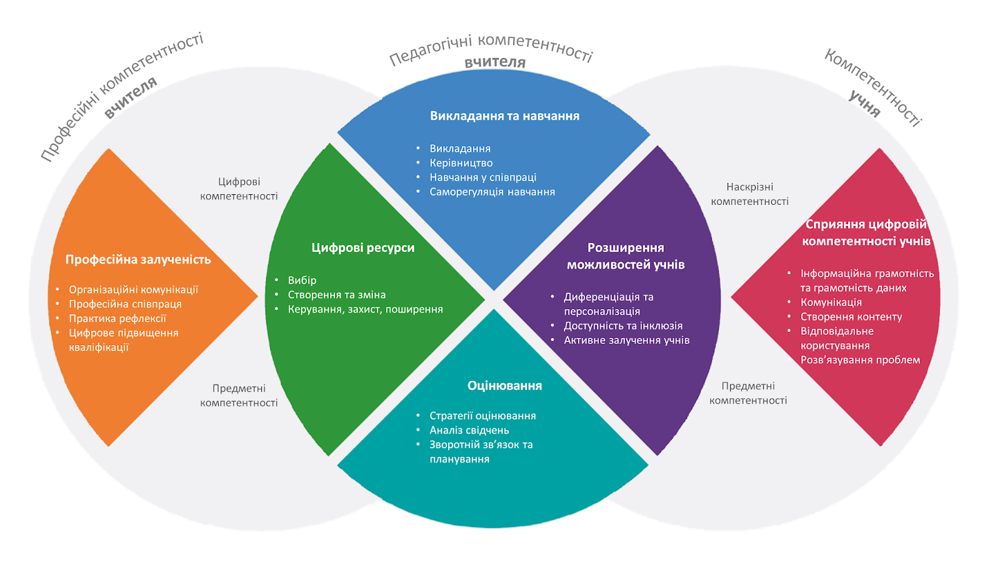 Професійні компетентності
вчителя
Педагогічні компетентності
вчителя
Компетентності
учня
Професійна залученість
• Організаційні комунікації
• Професійна співпраця
• Практика рефлексії
• Цифрове підвищення
кваліфікації
Цифрові
компетентності
Предметні
компетентності
Цифрові ресурси
• Вибір
• Створення та зміна
• Керування, захист, поширення
Викладання та навчання
• Викладання
• Керівництво
• Навчання у співпраці
• Саморегуляція навчання
Оцінювання
• Стратегії оцінювання
• Аналіз свідчень
• Зворотній зв’язок та
планування
Розширення
можливостей учнів
• Диференціація та
персоналізація
• Доступність та інклюзія
• Активне залучення учнів
Наскрізні
компетентності
Предметні
компетентності
Сприяння цифровій
компетентності учнів
• Інформаційна грамотність
та грамотність даних
• Комунікація
• Створення контенту
• Відповідальне
користування
• Розв’язування проблем